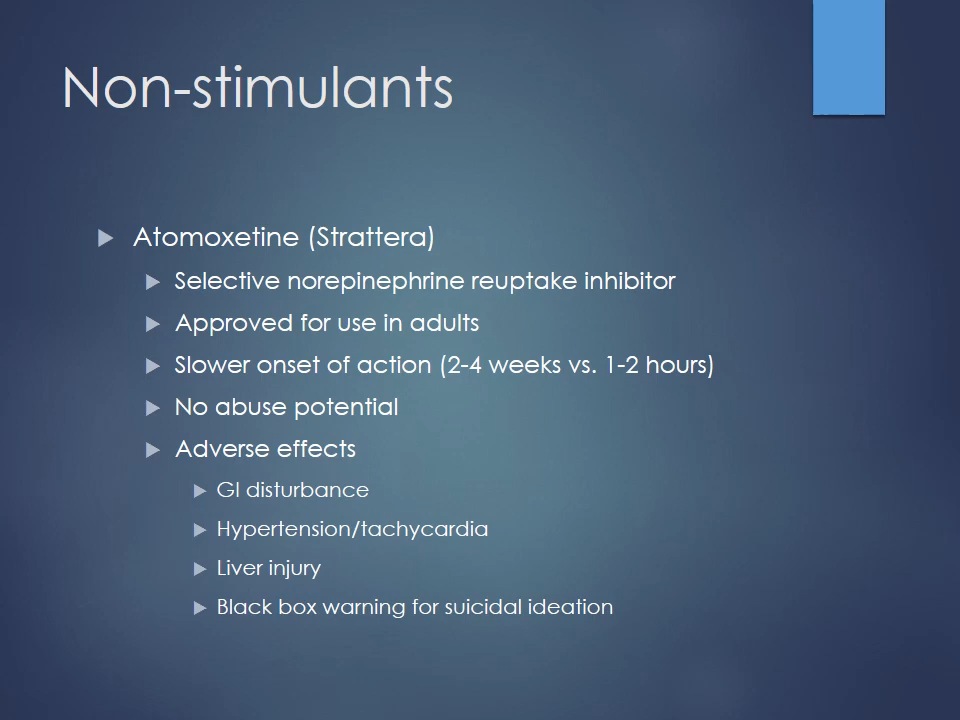 Non-stimulants
Atomoxetine (Strattera)
Selective norepinephrine reuptake inhibitor
Approved for use in adults
Slower onset of action (2-4 weeks vs. 1-2 hours)
No abuse potential
Adverse effects
GI disturbance
Hypertension/tachycardia
Liver injury
Black box warning for suicidal ideation